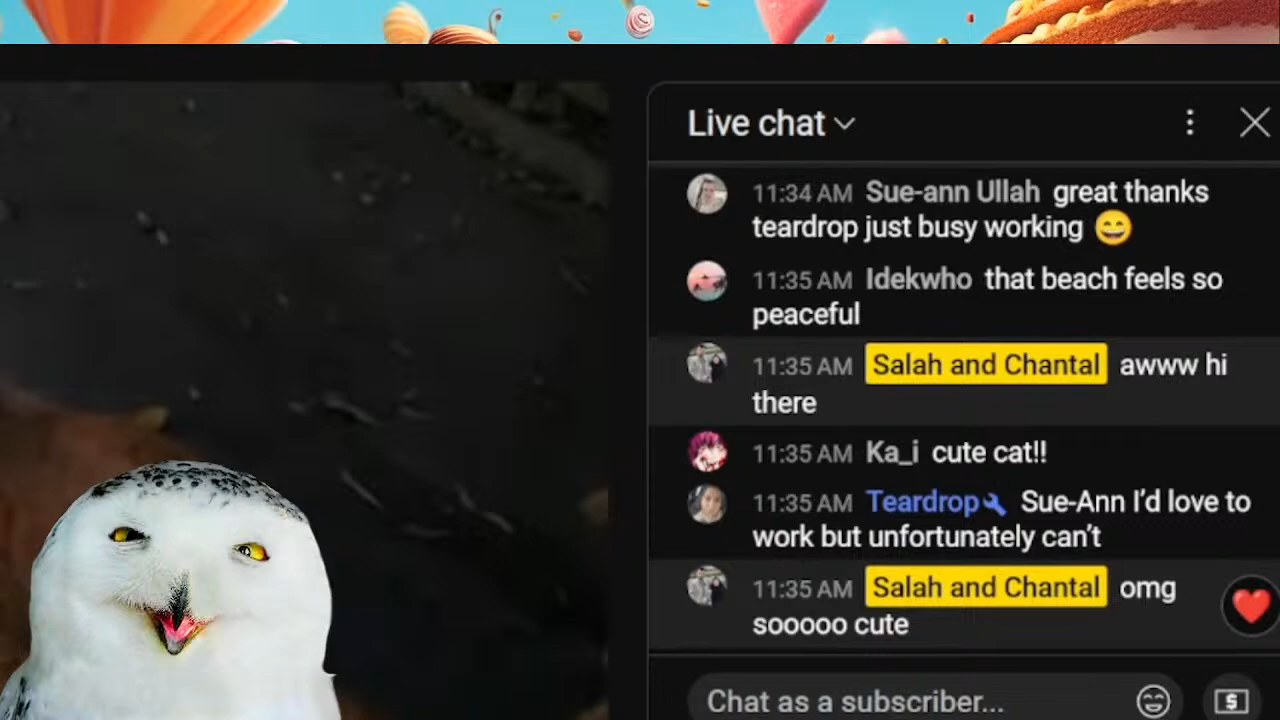 Live chat
11:34 AM Sue-ann Ullah great thanks
teardrop just busy working 😄
11:35 AM Idekwho that beach feels so
peaceful
11:35 AM Salah and Chantal awww hi
there
11:35 AM Ka_i cute cat!!
11:35 AM Teardrop Sue-Ann I’d love to
work but unfortunately can’t
11:35 AM Salah and Chantal omg
sooooo cute
Chat as a subscriber...